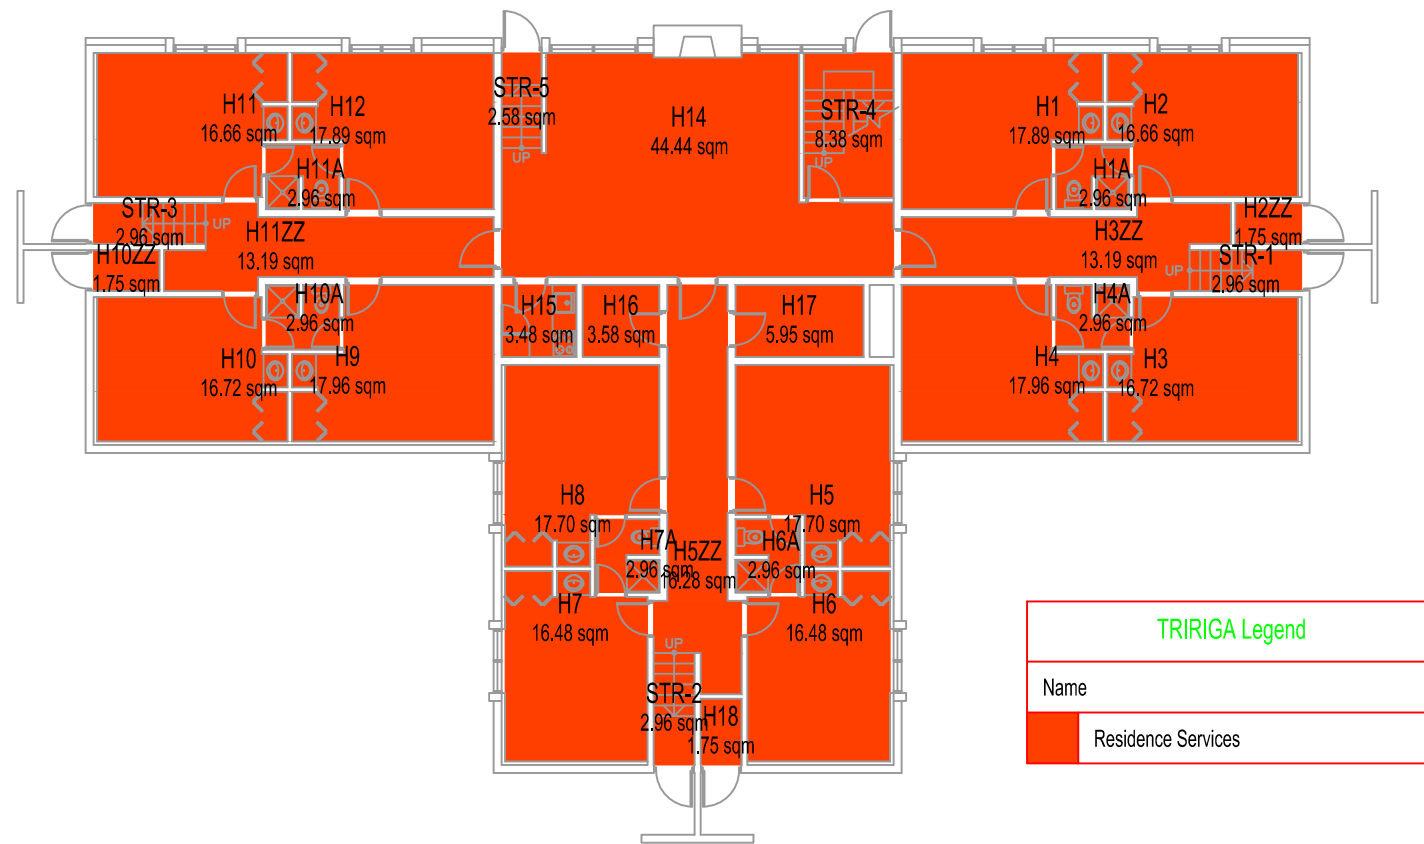 STR-5
2.58 sqm
UP
H11
16.66 sqm
H12
17.89 sqm
H14
44.44 sqm
STR-4
8.38 sqm
UP
H1
17.89 sqm
H2
16.66 sqm
H11A
2.96 sqm
H1A
2.96 sqm
STR-3
2.96 sqm
UP
H11ZZ
13.19 sqm
H10ZZ
1.75 sqm
H3ZZ
13.19 sqm
H2ZZ
1.75 sqm
STR-1
2.96 sqm
UP
H10A
2.96 sqm
H15
3.48 sqm
H16
3.58 sqm
H17
5.95 sqm
H4A
2.96 sqm
H10
16.72 sqm
H9
17.96 sqm
H4
17.96 sqm
H3
16.72 sqm
H8
17.70 sqm
H5
17.70 sqm
H7A
2.96 sqm
H5ZZ
16.28 sqm
H6A
2.96 sqm
H7
16.48 sqm
H6
16.48 sqm
UP
STR-2
2.96 sqm
H18
1.75 sqm
TRIRIGA Legend
Name
Residence Services